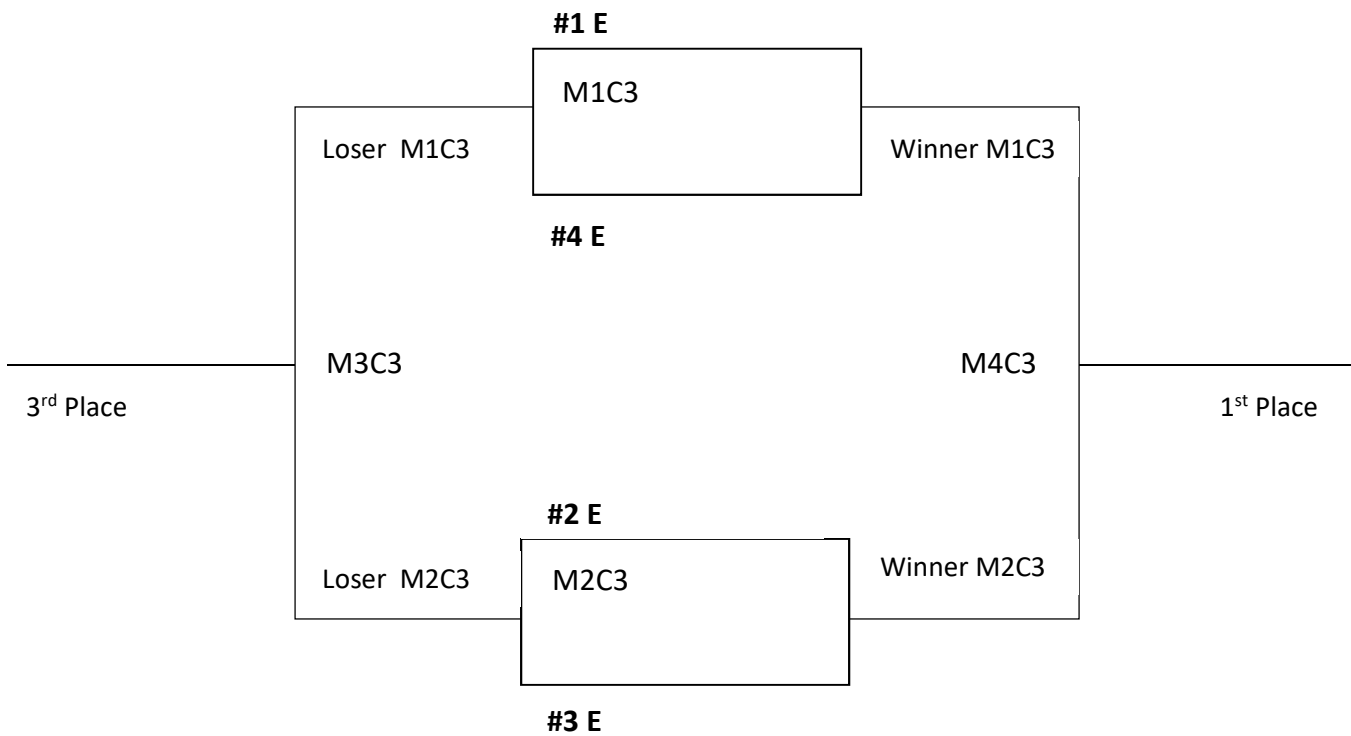 #1 E
M1C3
Loser M1C3
Winner M1C3
#4 E
M3C3
M4C3
3rd Place
1st Place
#2 E
M2C3
Loser M2C3
Winner M2C3
#3 E